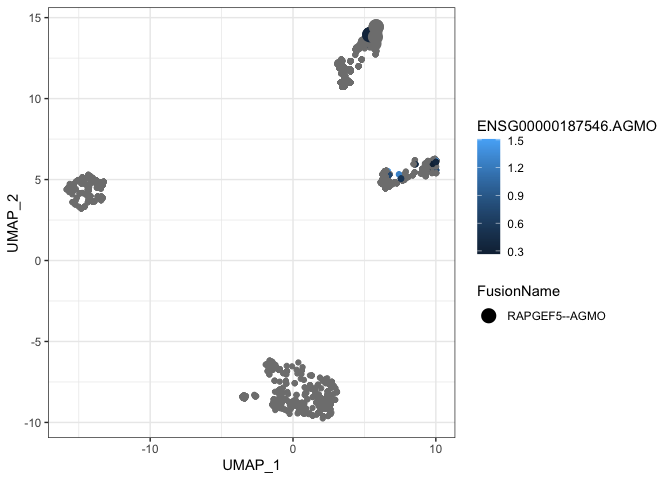 15
10
5
0
-5
-10
UMAP_2
-10
0
10
UMAP_1
ENSG00000187546.AGMO
1.5
1.2
0.9
0.6
0.3
FusionName
RAPGEF5--AGMO